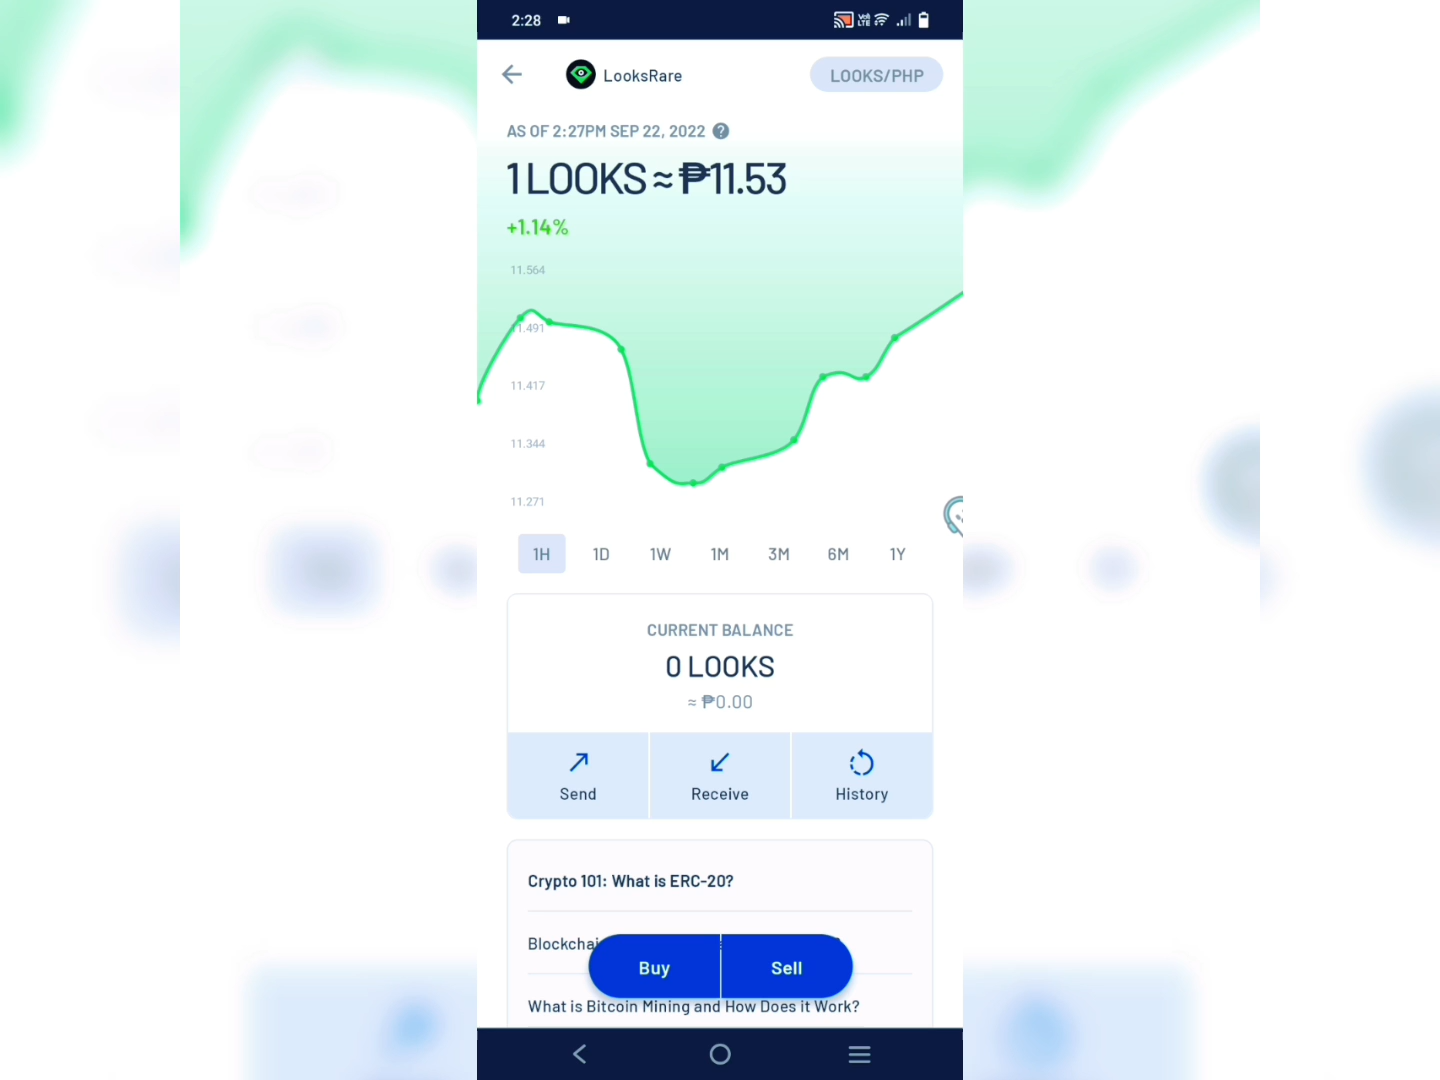 2:28
Vo) LTE
LooksRare
LOOKS/PHP
AS OF 2:27PM SEP 22, 2022 ?
1 LOOKS ≈ ₱11.53
+1.14%
11.564
11.491
11.417
11.344
11.271
1H 1D 1W 1M 3M 6M 1Y
CURRENT BALANCE
0 LOOKS
≈ ₱0.00
Send Receive History
Crypto 101: What is ERC-20?
Buy Sell
What is Bitcoin Mining and How Does it Work?